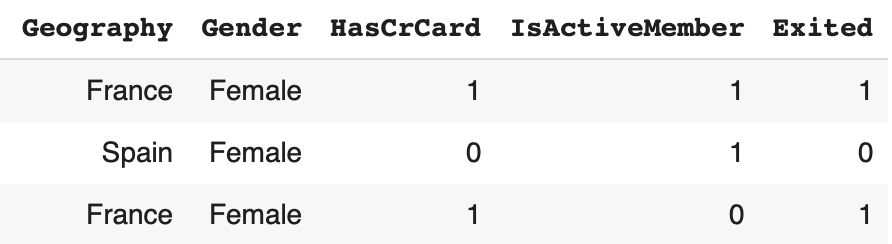 Geography Gender HasCrCard IsActiveMember Exited
France Female 1 1 1
Spain Female 0 1 0
France Female 1 0 1